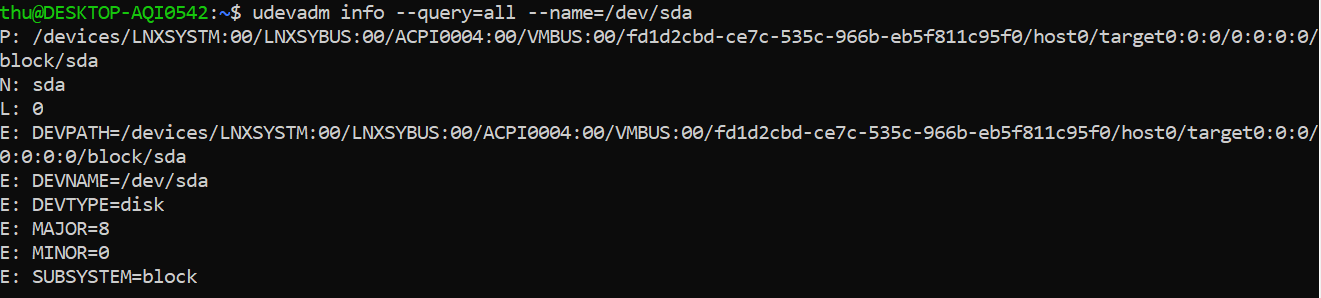 thu@DESKTOP-AQI0542:~$ udevadm info --query=all --name=/dev/sda
P: /devices/LNXSYSTM:00/LNXSYBUS:00/ACPI0004:00/VMBUS:00/fd1d2cbd-ce7c-535c-966b-eb5f811c95f0/host0/target0:0:0/0:0:0:0/
block/sda
N: sda
L: 0
E: DEVPATH=/devices/LNXSYSTM:00/LNXSYBUS:00/ACPI0004:00/VMBUS:00/fd1d2cbd-ce7c-535c-966b-eb5f811c95f0/host0/target0:0:0/
0:0:0:0/block/sda
E: DEVNAME=/dev/sda
E: DEVTYPE=disk
E: MAJOR=8
E: MINOR=0
E: SUBSYSTEM=block